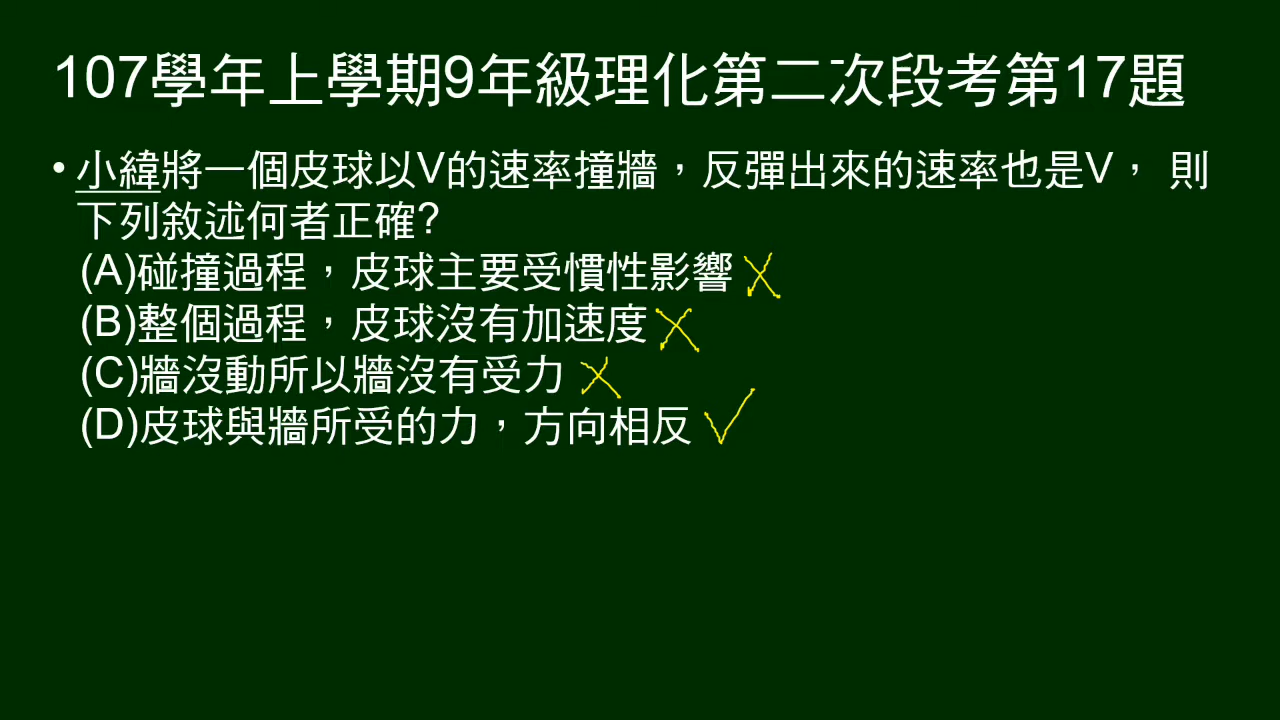 107學年上學期9年級理化第二次段考第17題
• 小緯將一個皮球以V的速率撞牆，反彈出來的速率也是V， 則
下列敘述何者正確?
(A)碰撞過程，皮球主要受慣性影響
(B)整個過程，皮球沒有加速度
(C)牆沒動所以牆沒有受力
(D)皮球與牆所受的力，方向相反